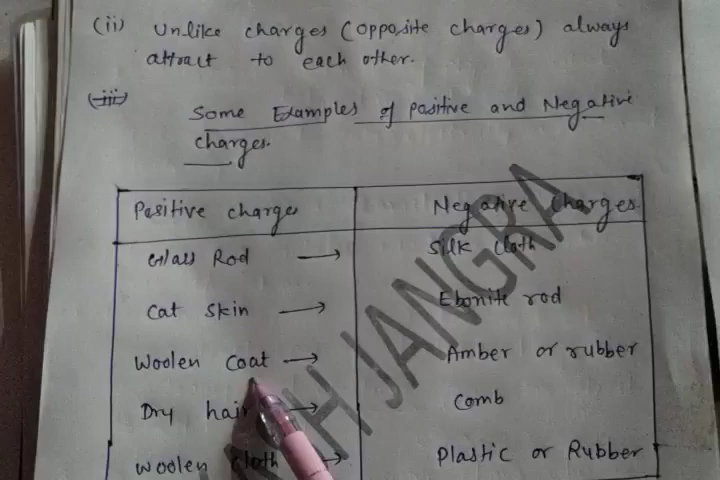 (ii) Unlike charges (opposite charges) always
attract to each other.
(iii)
Some Examples of Positive and Negative
charges.
Positive charges Negative Charges
Glass Rod → Silk cloth
Cat skin → Ebonite rod
Woolen coat → Amber or rubber
Dry hair → Comb
Woolen cloth → Plastic or Rubber
JANGRA